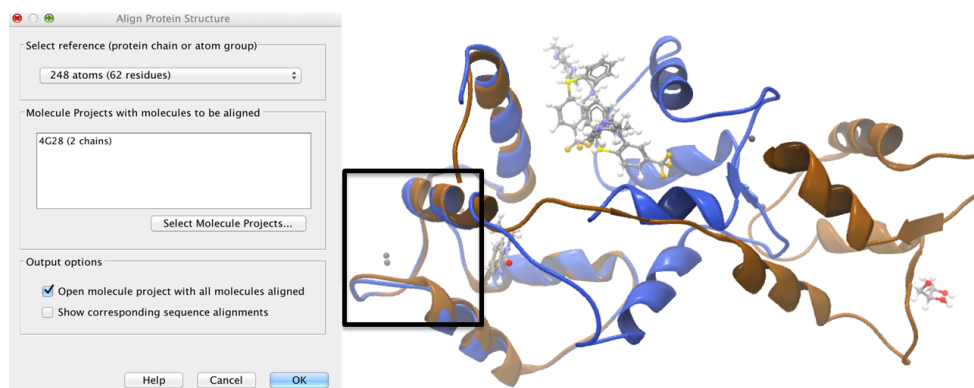 Align Protein Structure
Select reference (protein chain or atom group)
248 atoms (62 residues)
Molecule Projects with molecules to be aligned
4G28 (2 chains)
Select Molecule Projects...
Output options
Open molecule project with all molecules aligned
Show corresponding sequence alignments
Help
Cancel
OK